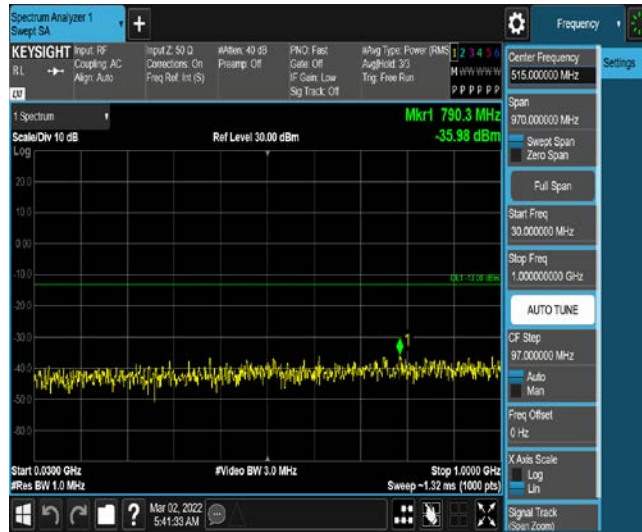 Spectrum Analyzer 1
Swept SA
Frequency
KEYSIGHT
RL
LXI
Input: RF
Coupling: AC
Align: Auto
Input Z: 50 Ω
Corrections: On
Freq Ref: Int (S)
#Atten: 40 dB
Preamp: Off
PNO: Fast
Gate: Off
IF Gain: Low
Sig Track: Off
#Avg Type: Power (RMS
Avg|Hold: 3/3
Trig: Free Run
1 2 3 4 5 6
M W W W W W
P P P P P P
1 Spectrum
Scale/Div 10 dB
Log
Ref Level 30.00 dBm
Mkr1 790.3 MHz
-35.98 dBm
20.0
10.0
0.00
-10.0
-20.0
-30.0
-40.0
-50.0
-60.0
DL1 -13.00 dBm
1
Start 0.0300 GHz
#Res BW 1.0 MHz
#Video BW 3.0 MHz
Stop 1.0000 GHz
Sweep ~1.32 ms (1000 pts)
Mar 02, 2022
5:41:33 AM
Center Frequency
515.000000 MHz
Settings
Span
970.000000 MHz
Swept Span
Zero Span
Full Span
Start Freq
30.000000 MHz
Stop Freq
1.000000000 GHz
AUTO TUNE
CF Step
97.000000 MHz
Auto
Man
Freq Offset
0 Hz
X Axis Scale
Log
Lin
Signal Track
(Span Zoom)